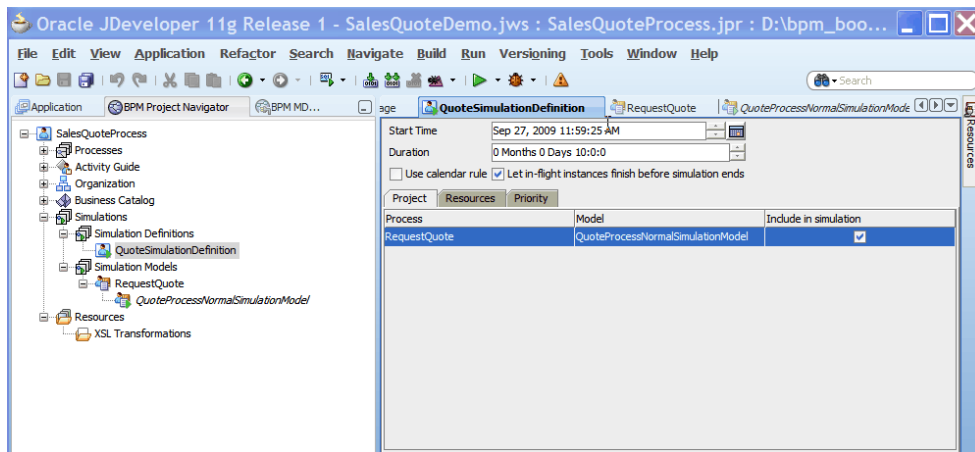 Oracle JDeveloper 11g Release 1 - SalesQuoteDemo.jws : SalesQuoteProcess.jpr : D:\bpm_boo...
File Edit View Application Refactor Search Navigate Build Run Versioning Tools Window Help
Search
Application BPM Project Navigator BPM MD... age QuoteSimulationDefinition RequestQuote QuoteProcessNormalSimulationMode
Resources
SalesQuoteProcess
Processes
Activity Guide
Organization
Business Catalog
Simulations
Simulation Definitions
QuoteSimulationDefinition
Simulation Models
RequestQuote
QuoteProcessNormalSimulationModel
Resources
XSL Transformations
Start Time Sep 27, 2009 11:59:25 AM
Duration 0 Months 0 Days 10:0:0
Use calendar rule Let in-flight instances finish before simulation ends
Project Resources Priority
Process Model Include in simulation
RequestQuote QuoteProcessNormalSimulationModel